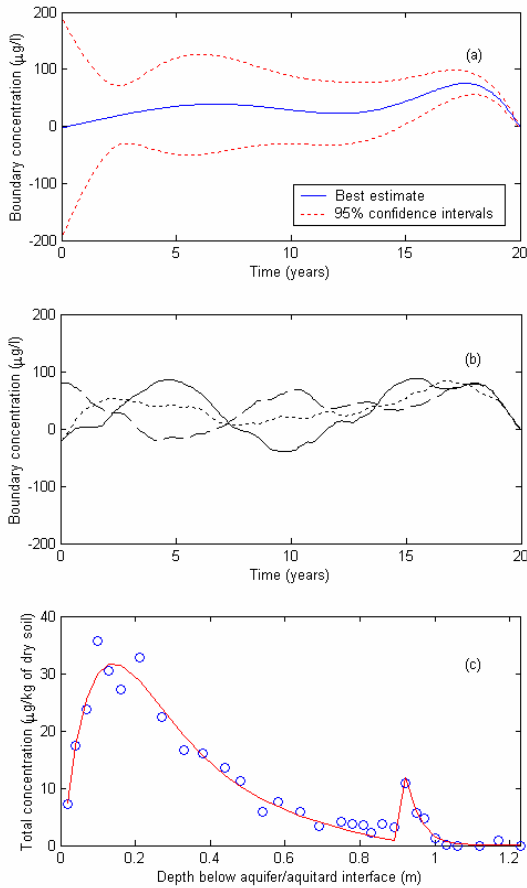 Boundary concentration (μg/l)
200
100
0
-100
-200
(a)
Best estimate
95% confidence intervals
0
5
10
15
20
Time (years)
Boundary concentration (μg/l)
200
100
0
-100
-200
(b)
0
5
10
15
20
Time (years)
Total concentration (μg/kg of dry soil)
40
30
20
10
0
(c)
0
0.2
0.4
0.6
0.8
1
1.2
Depth below aquifer/aquitard interface (m)